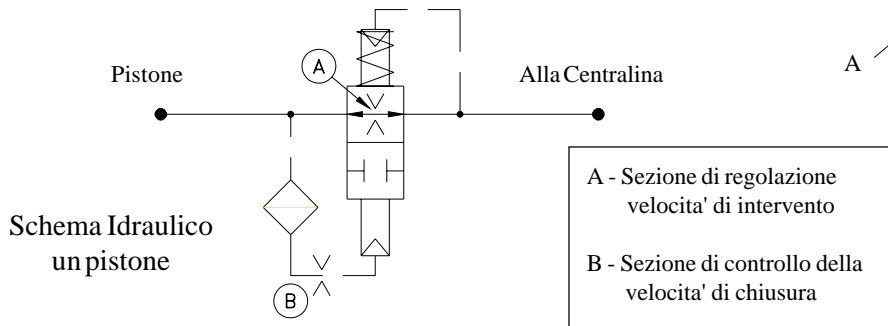 A
Pistone
Alla Centralina
A
Schema Idraulico
un pistone
B
A - Sezione di regolazione
velocita' di intervento
B - Sezione di controllo della
velocita' di chiusura